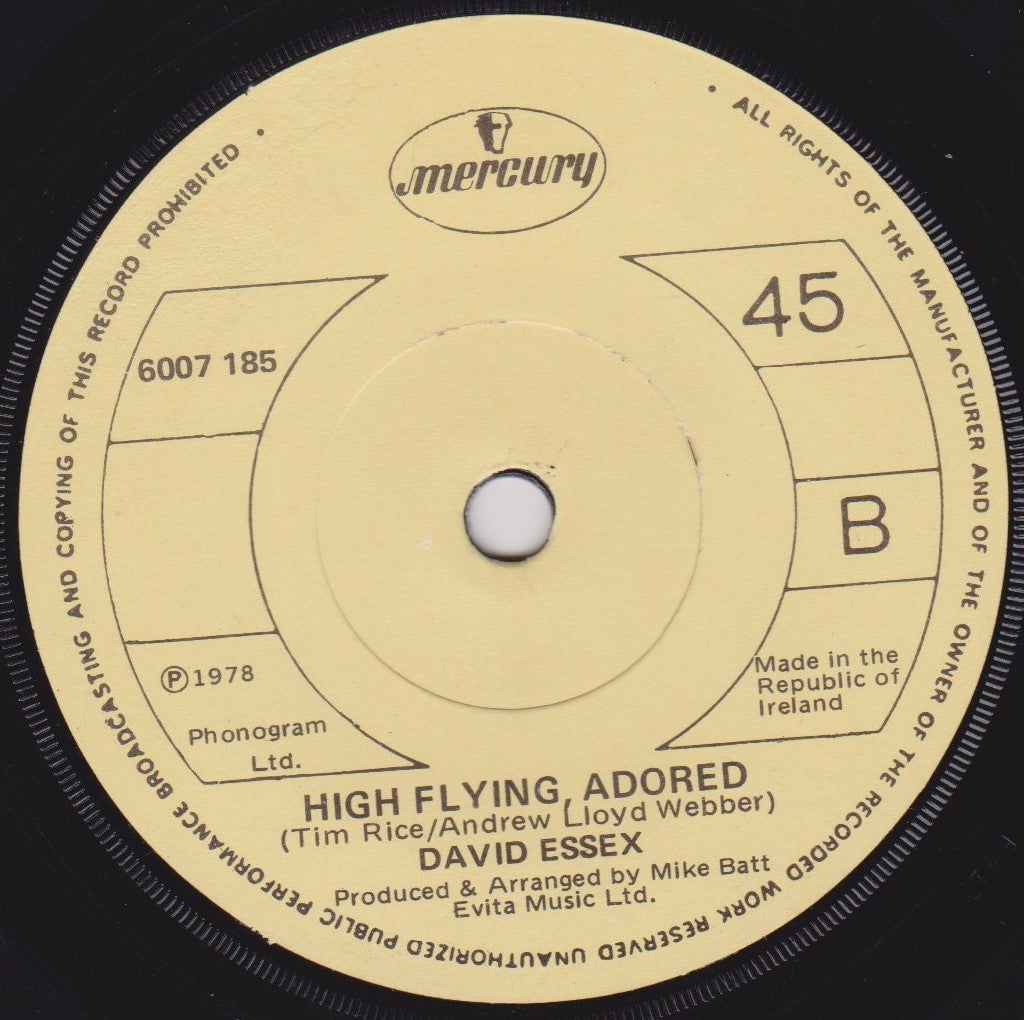 mercury
6007 185
45
B
℗1978
Phonogram
Ltd.
Made in the
Republic of
Ireland
HIGH FLYING, ADORED
(Tim Rice/Andrew Lloyd Webber)
DAVID ESSEX
Produced & Arranged by Mike Batt
Evita Music Ltd.
• ALL RIGHTS OF THE MANUFACTURER AND OF THE OWNER OF THE RECORDED WORK RESERVED UNAUTHORIZED PUBLIC PERFORMANCE BROADCASTING AND COPYING OF THIS RECORD PROHIBITED •